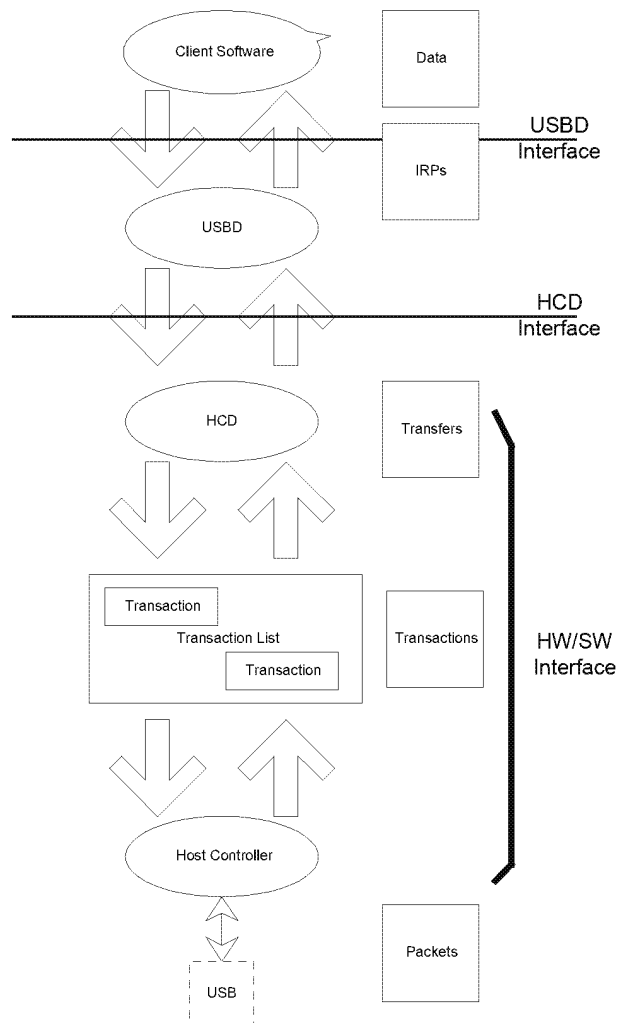 Client Software
Data
USBD
Interface
IRPs
USBD
HCD
Interface
HCD
Transfers
Transaction
Transaction List
Transaction
Transactions
HW/SW
Interface
Host Controller
Packets
USB